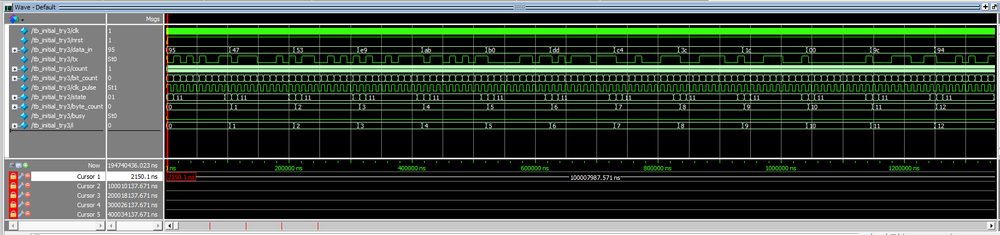 Wave - Default
Msgs
/tb_initial_try3/clk 1
/tb_initial_try3/nrst 1
/tb_initial_try3/data_in 95 95 47 53 e9 ab b0 dd c4 3c 1c 00 9c 94
/tb_initial_try3/tx St0
/tb_initial_try3/count 1
/tb_initial_try3/bit_count 0
/tb_initial_try3/clk_pulse St1
/tb_initial_try3/state 01 11 11 11 11 11 11 11 11 11 11 11 11 11
/tb_initial_try3/byte_count 0 0 1 2 3 4 5 6 7 8 9 10 11 12
/tb_initial_try3/busy St0
/tb_initial_try3/i 0 0 1 2 3 4 5 6 7 8 9 10 11 12
Now 194740436.023 ns ns 200000 ns 400000 ns 600000 ns 800000 ns 1000000 ns 1200000 ns
Cursor 1 2150.1 ns 2150.1 ns 100007987.571 ns
Cursor 2 100010137.671 ns
Cursor 3 200018137.671 ns
Cursor 4 300026137.671 ns
Cursor 5 400034137.671 ns